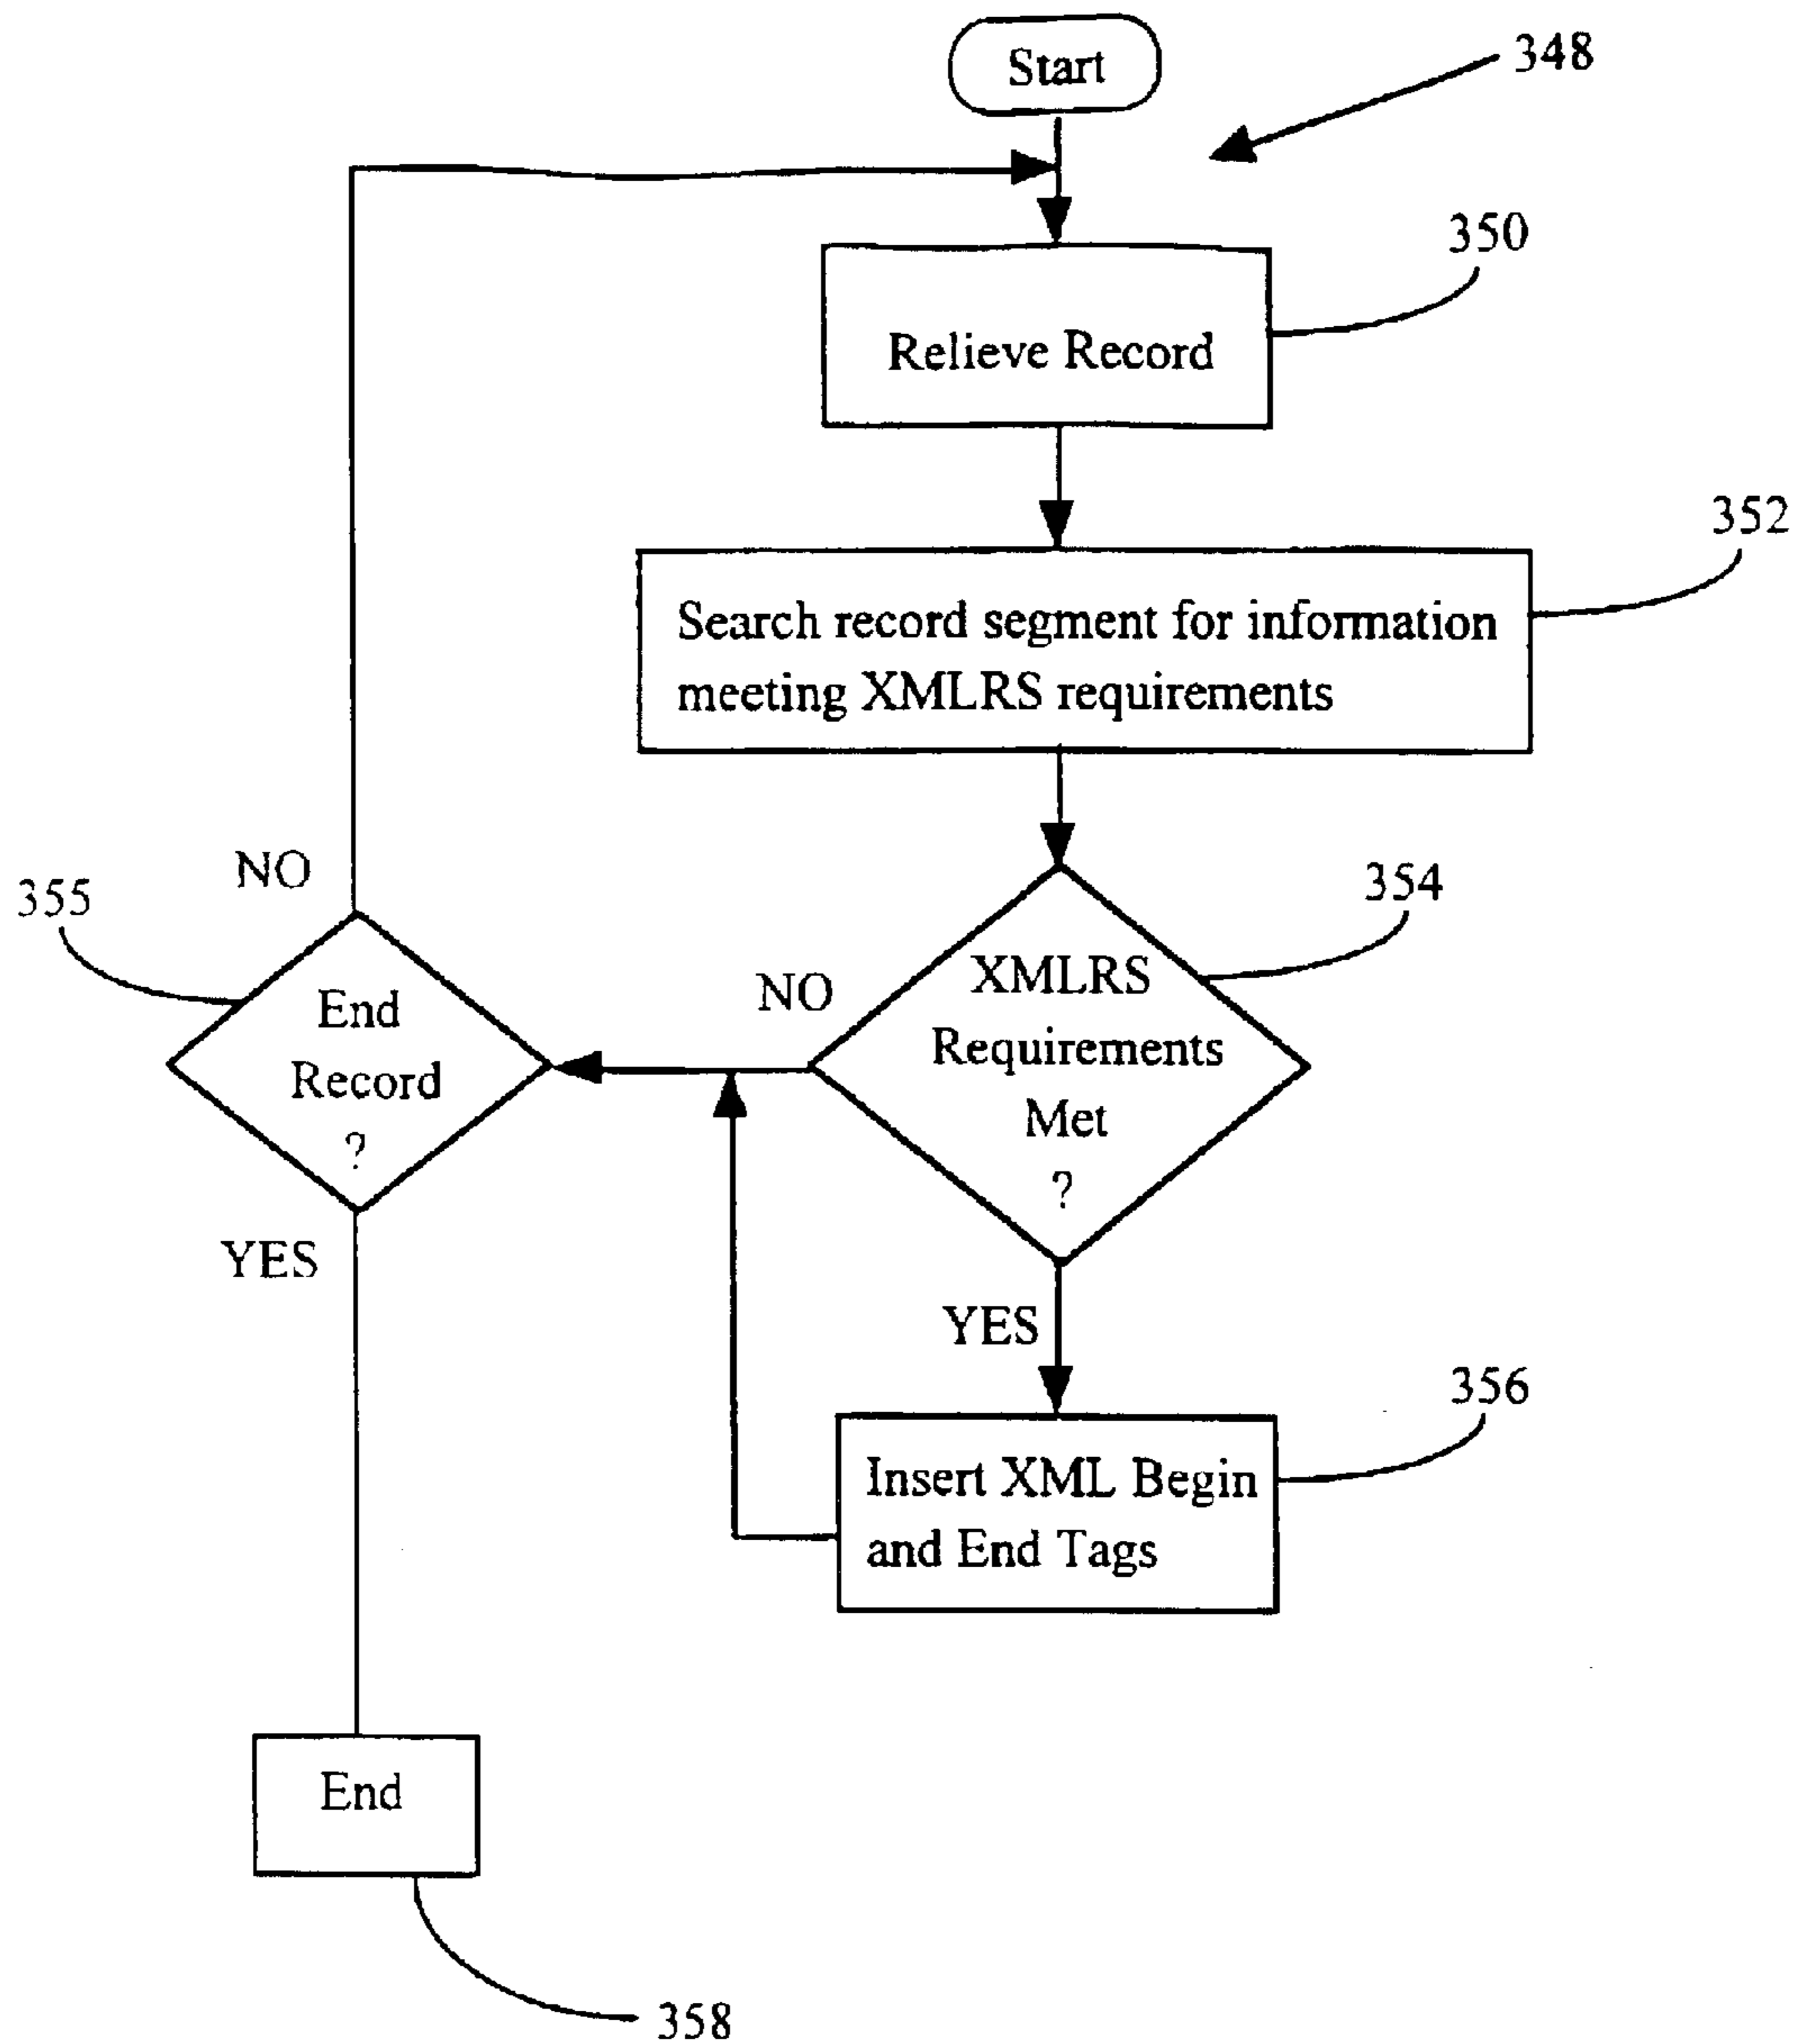 Start
348
350
Relieve Record
352
Search record segment for information
meeting XMLRS requirements
NO
355
354
End
Record
?
NO
XMLRS
Requirements
Met
?
YES
YES
356
Insert XML Begin
and End Tags
End
358